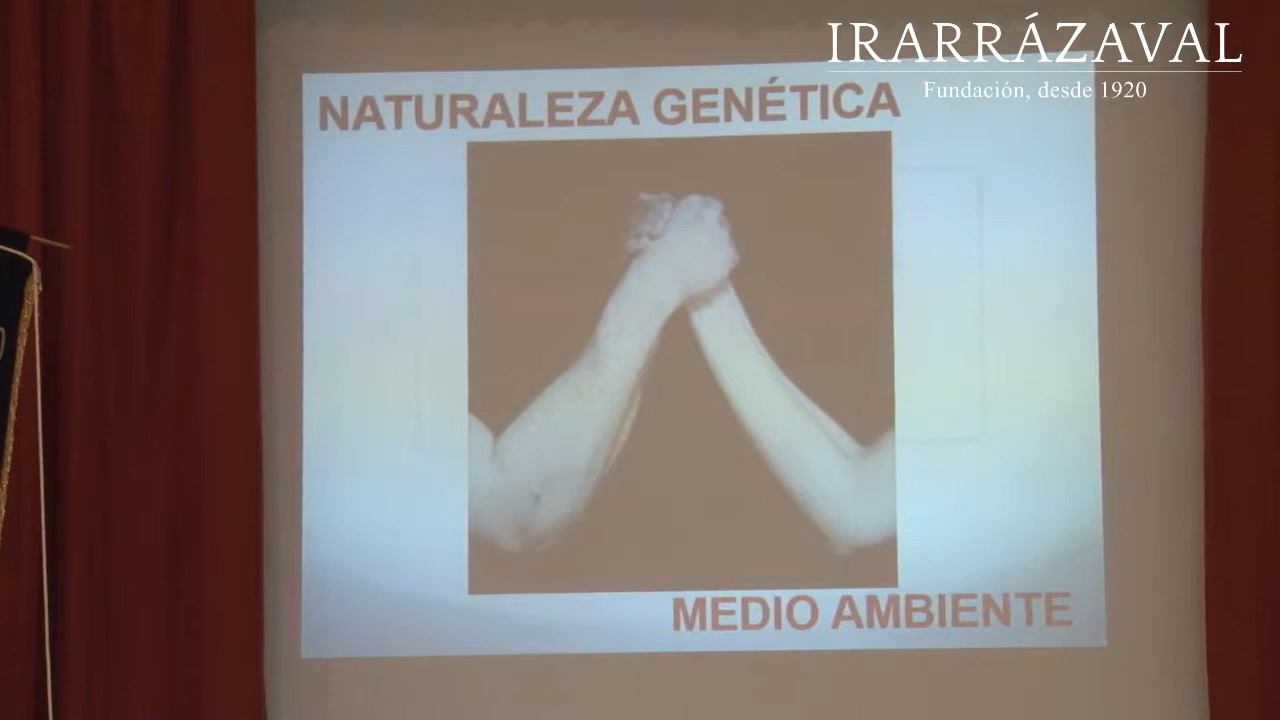 IRARRÁZAVAL
Fundación, desde 1920
NATURALEZA GENÉTICA
MEDIO AMBIENTE